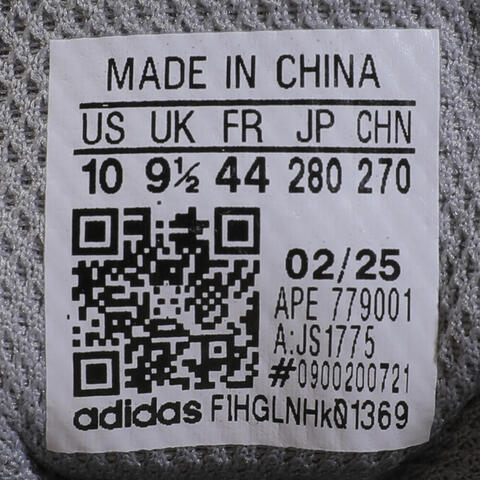 MADE IN CHINA
US UK FR JP CHN
10 9½ 44 280 270
02/25
APE 779001
A:JS1775
#0900200721
adidas F1HGLNHkQ1369